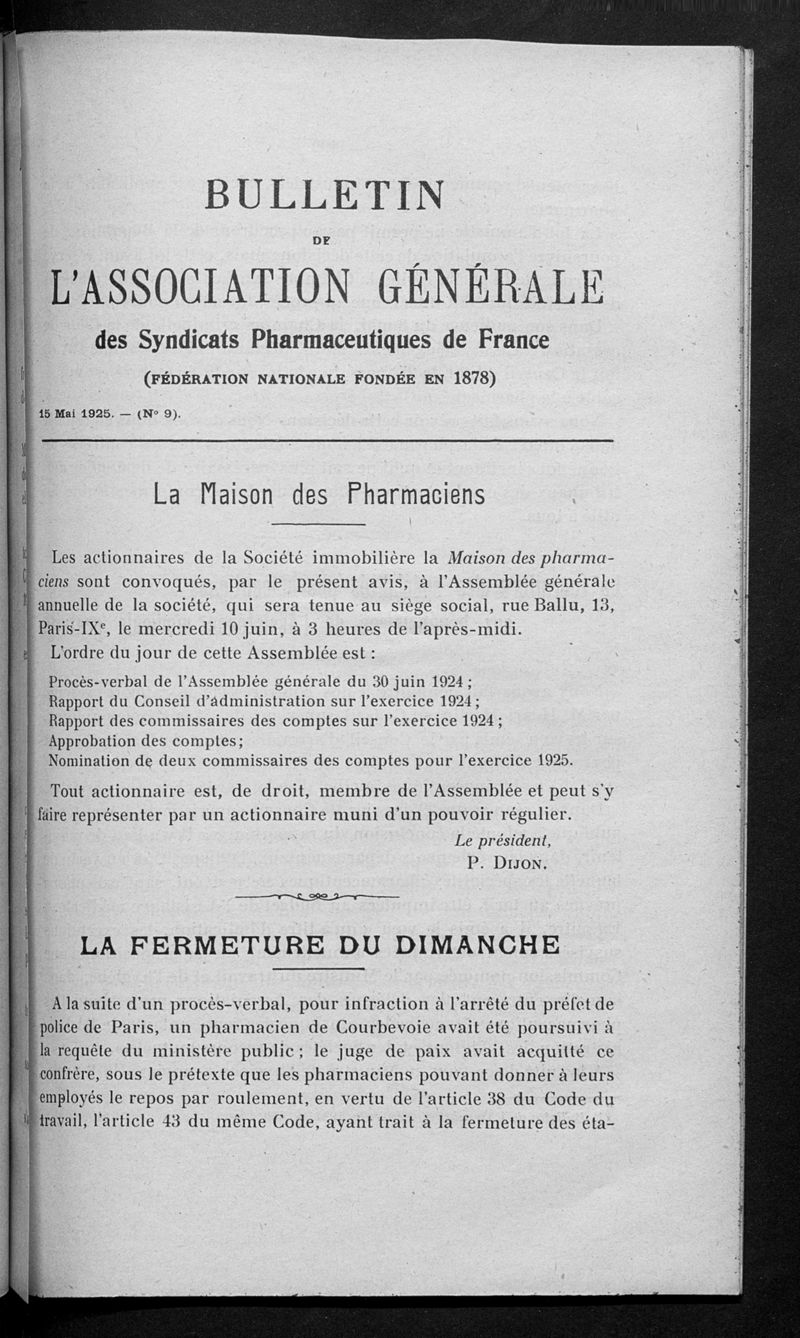 BULLETIN
DE
L'ASSOCIATION GÉNÉRALE
des Syndicats Pharmaceutiques de France
(FÉDÉRATION NATIONALE FONDÉE EN 1878)
15 Mai 1925. — (N° 9).
La Maison des Pharmaciens
Les actionnaires de la Société immobilière la Maison des pharma-
ciens sont convoqués, par le présent avis, à l'Assemblée générale
annuelle de la société, qui sera tenue au siège social, rue Ballu, 13,
Paris-IXe, le mercredi 10 juin, à 3 heures de l'après-midi.
L'ordre du jour de cette Assemblée est :
Procès-verbal de l'Assemblée générale du 30 juin 1924 ;
Rapport du Conseil d'administration sur l'exercice 1924 ;
Rapport des commissaires des comptes sur l'exercice 1924 ;
Approbation des comptes;
Nomination de deux commissaires des comptes pour l'exercice 1925.
Tout actionnaire est, de droit, membre de l'Assemblée et peut s'y
faire représenter par un actionnaire muni d'un pouvoir régulier.
Le président,
P. DIJON.
LA FERMETURE DU DIMANCHE
A la suite d'un procès-verbal, pour infraction à l'arrêté du préfet de
police de Paris, un pharmacien de Courbevoie avait été poursuivi à
la requête du ministère public ; le juge de paix avait acquitté ce
confrère, sous le prétexte que les pharmaciens pouvant donner à leurs
employés le repos par roulement, en vertu de l'article 38 du Code du
travail, l'article 43 du même Code, ayant trait à la fermeture des éta-